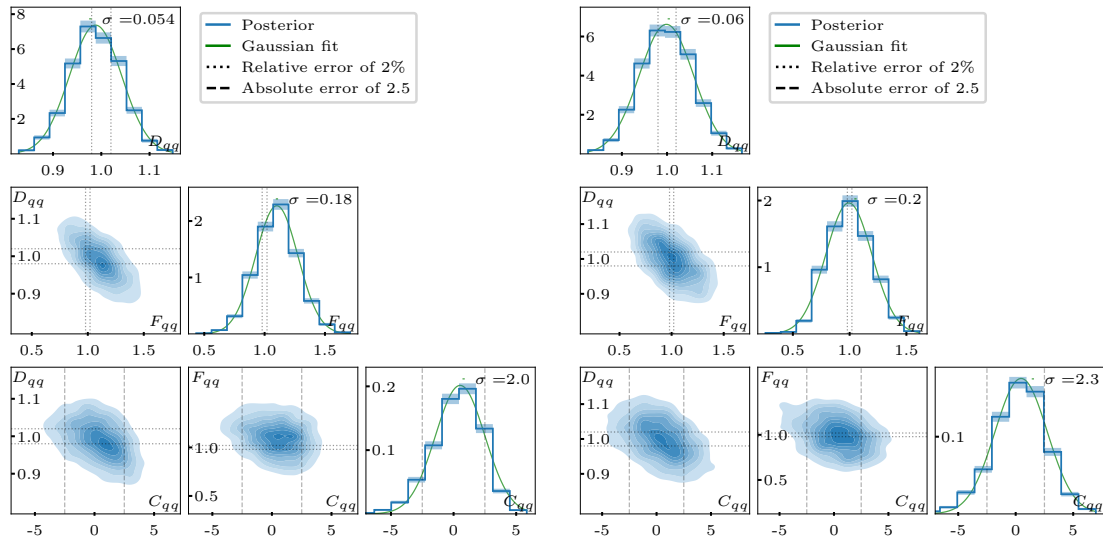 8
6
4
2
σ =0.054
D_qq
0.9 1.0 1.1
Posterior
Gaussian fit
Relative error of 2%
Absolute error of 2.5
6
4
2
σ =0.06
D_qq
0.9 1.0 1.1
Posterior
Gaussian fit
Relative error of 2%
Absolute error of 2.5
D_qq
1.1
1.0
0.9
F_qq
0.5 1.0 1.5
2
1
σ =0.18
F_qq
0.5 1.0 1.5
D_qq
1.1
1.0
0.9
F_qq
0.5 1.0 1.5
2
1
σ =0.2
F_qq
0.5 1.0 1.5
D_qq
1.1
1.0
0.9
C_qq
-5 0 5
F_qq
1.0
0.5
C_qq
-5 0 5
0.2
0.1
σ =2.0
C_qq
-5 0 5
D_qq
1.1
1.0
0.9
C_qq
-5 0 5
F_qq
1.0
0.5
C_qq
-5 0 5
0.1
σ =2.3
C_qq
-5 0 5